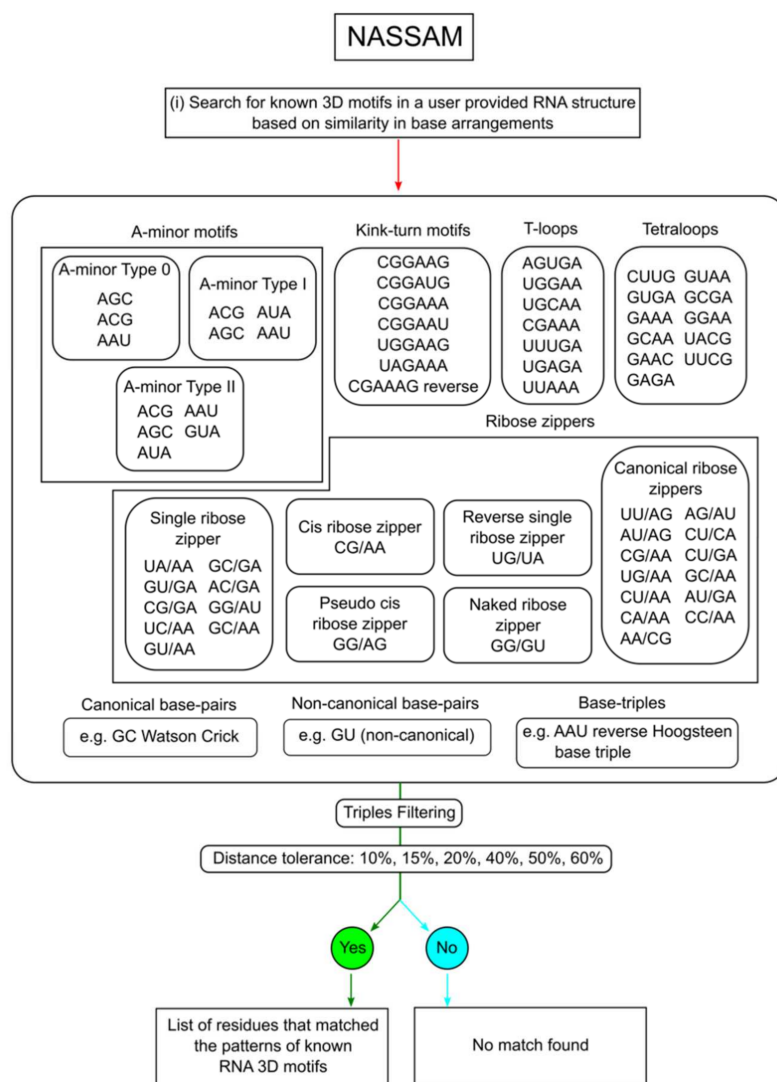 NASSAM
(i) Search for known 3D motifs in a user provided RNA structure
based on similarity in base arrangements
A-minor motifs
A-minor Type 0
AGC
ACG
AAU
A-minor Type I
ACG AUA
AGC AAU
A-minor Type II
ACG AAU
AGC GUA
AUA
Kink-turn motifs
CGGAAG
CGGAUG
CGGAAA
CGGAAU
UGGAAG
UAGAAA
CGAAAG reverse
T-loops
AGUGA
UGGAA
UGCAA
CGAAA
UUUGA
UGAGA
UUAAA
Tetraloops
CUUG GUAA
GUGA GCGA
GAAA GGAA
GCAA UACG
GAAC UUCG
GAGA
Ribose zippers
Single ribose
zipper
UA/AA GC/GA
GU/GA AC/GA
CG/GA GG/AU
UC/AA GC/AA
GU/AA
Cis ribose zipper
CG/AA
Reverse single
ribose zipper
UG/UA
Pseudo cis
ribose zipper
GG/AG
Naked ribose
zipper
GG/GU
Canonical ribose
zippers
UU/AG AG/AU
AU/AG CU/CA
CG/AA CU/GA
UG/AA GC/AA
CU/AA AU/GA
CA/AA CC/AA
AA/CG
Canonical base-pairs
e.g. GC Watson Crick
Non-canonical base-pairs
e.g. GU (non-canonical)
Base-triples
e.g. AAU reverse Hoogsteen
base triple
Triples Filtering
Distance tolerance: 10%, 15%, 20%, 40%, 50%, 60%
Yes
No
List of residues that matched
the patterns of known
RNA 3D motifs
No match found